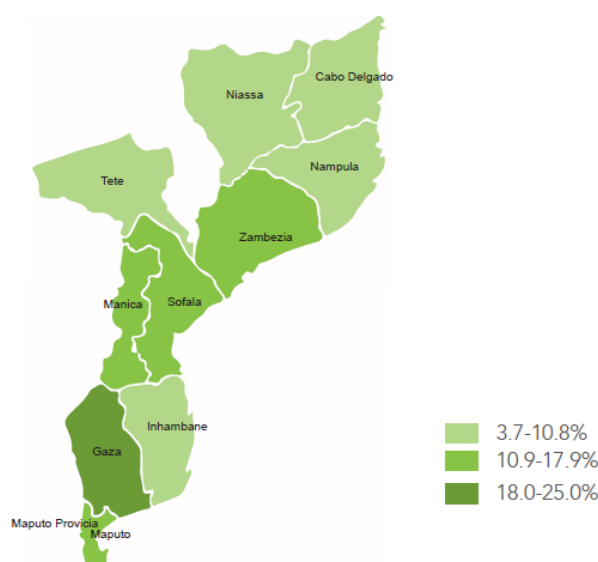 Cabo Delgado
Niassa
Nampula
Tete
Zambezia
Sofala
Manica
Inhambane
Gaza
Maputo Provicia
Maputo
3.7-10.8%
10.9-17.9%
18.0-25.0%